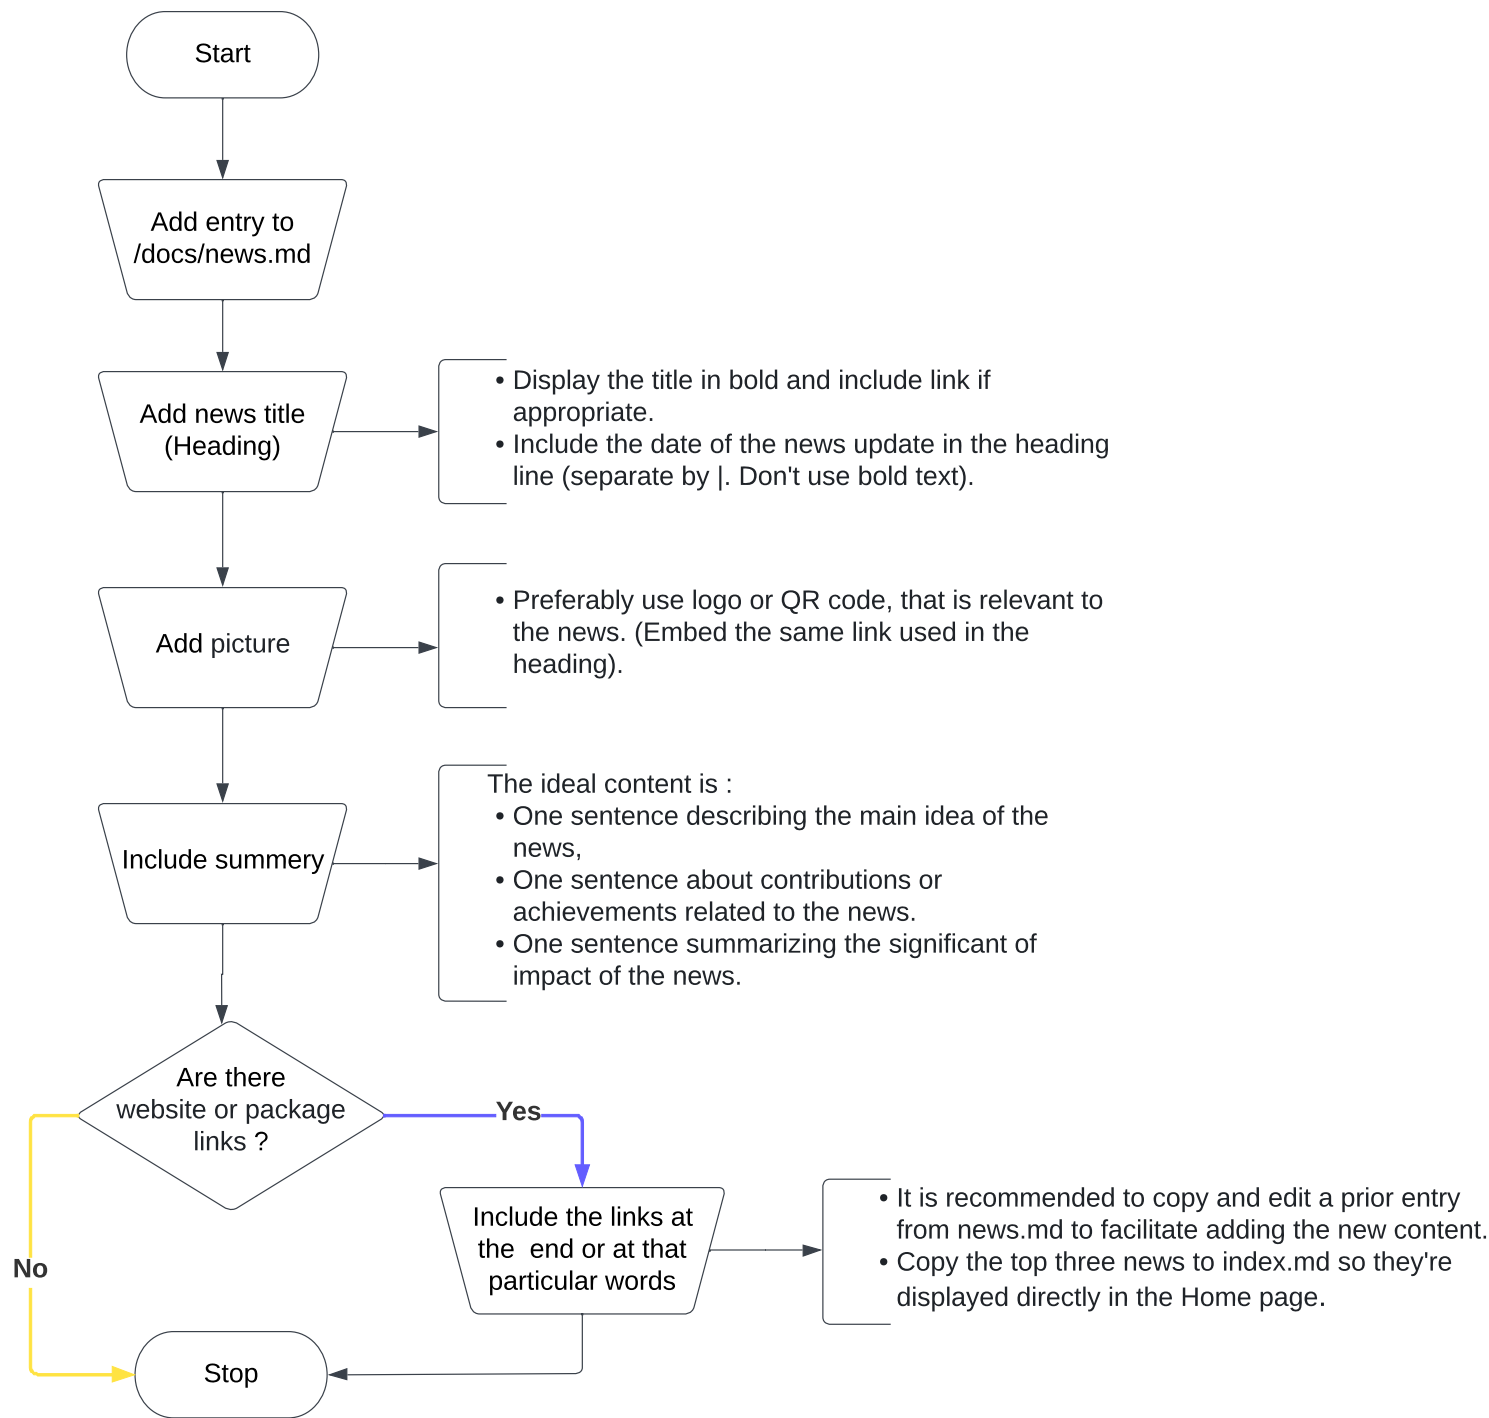 Start
Add entry to
/docs/news.md
Add news title
(Heading)
• Display the title in bold and include link if
appropriate.
• Include the date of the news update in the heading
line (separate by |. Don't use bold text).
Add picture
• Preferably use logo or QR code, that is relevant to
the news. (Embed the same link used in the
heading).
Include summery
The ideal content is :
• One sentence describing the main idea of the
news,
• One sentence about contributions or
achievements related to the news.
• One sentence summarizing the significant of
impact of the news.
Are there
website or package
links ?
Yes
No
Include the links at
the  end or at that
particular words
• It is recommended to copy and edit a prior entry
from news.md to facilitate adding the new content.
• Copy the top three news to index.md so they're
displayed directly in the Home page.
Stop